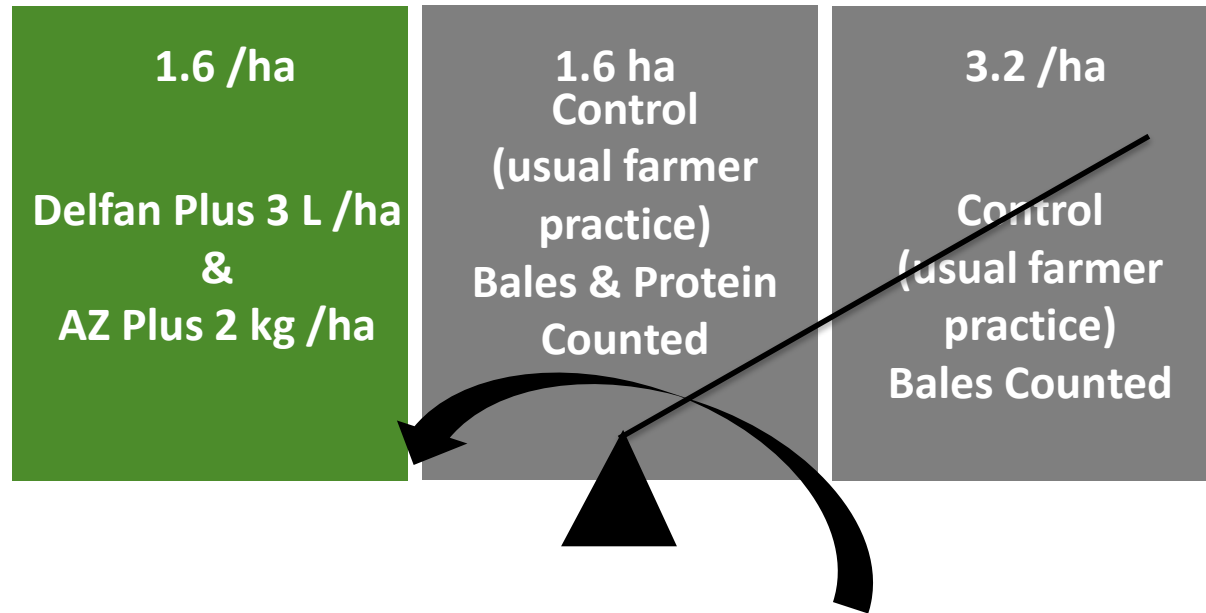 1.6 /ha
Delfan Plus 3 L /ha
&
AZ Plus 2 kg /ha
1.6 ha
Control
(usual farmer
practice)
Bales & Protein
Counted
3.2 /ha
Control
(usual farmer
practice)
Bales Counted